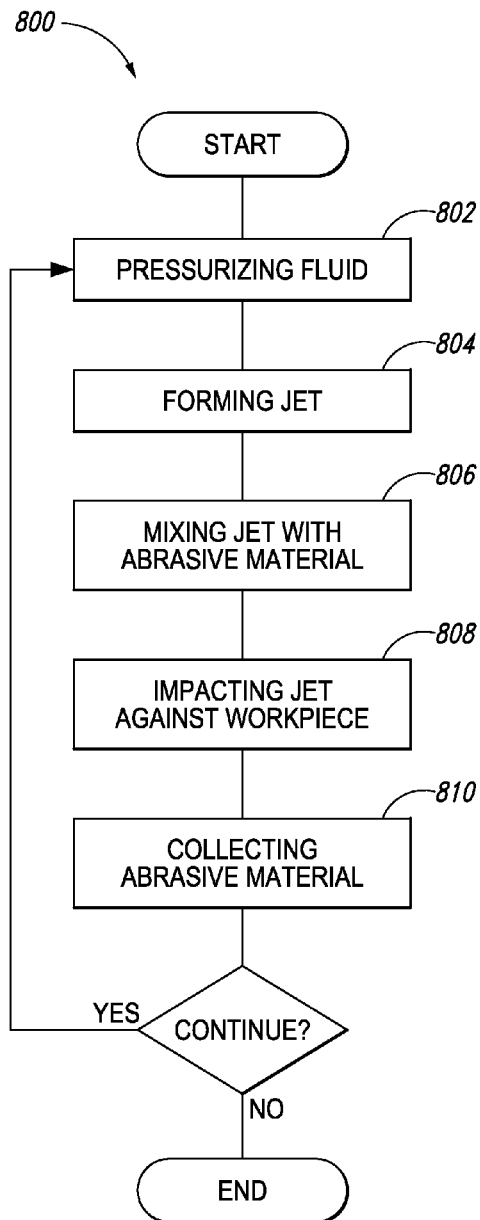 800
START
802
PRESSURIZING FLUID
804
FORMING JET
806
MIXING JET WITH
ABRASIVE MATERIAL
808
IMPACTING JET
AGAINST WORKPIECE
810
COLLECTING
ABRASIVE MATERIAL
YES
CONTINUE?
NO
END